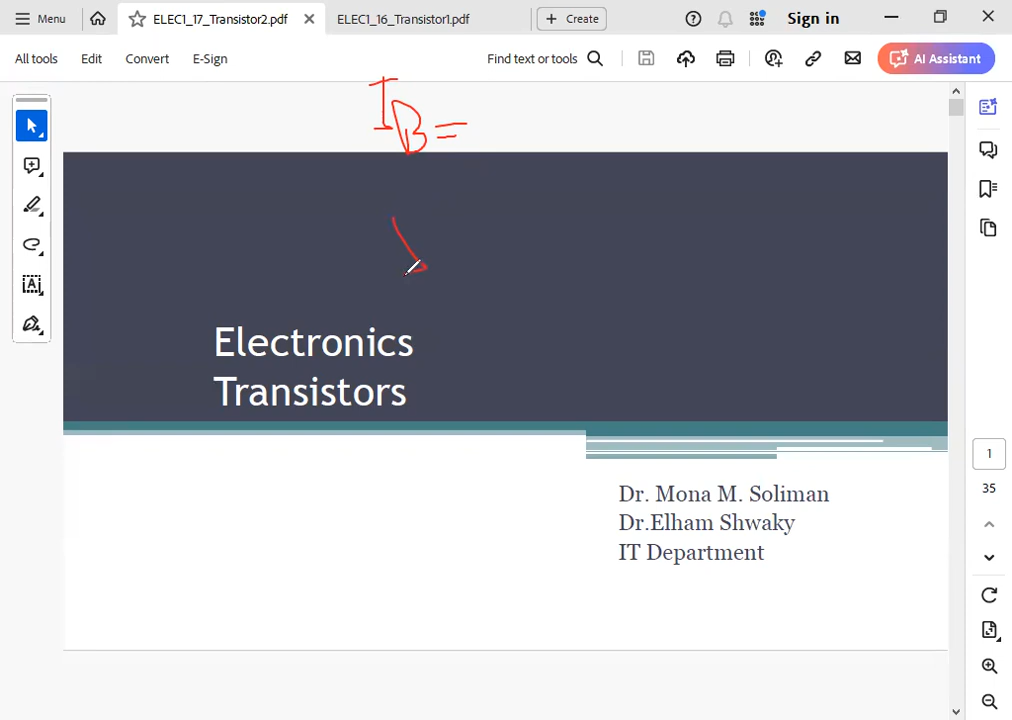 Menu
ELEC1_17_Transistor2.pdf
ELEC1_16_Transistor1.pdf
Create
Sign in
All tools
Edit
Convert
E-Sign
Find text or tools
AI Assistant
I_B =
Electronics
Transistors
Dr. Mona M. Soliman
Dr.Elham Shwaky
IT Department
1
35